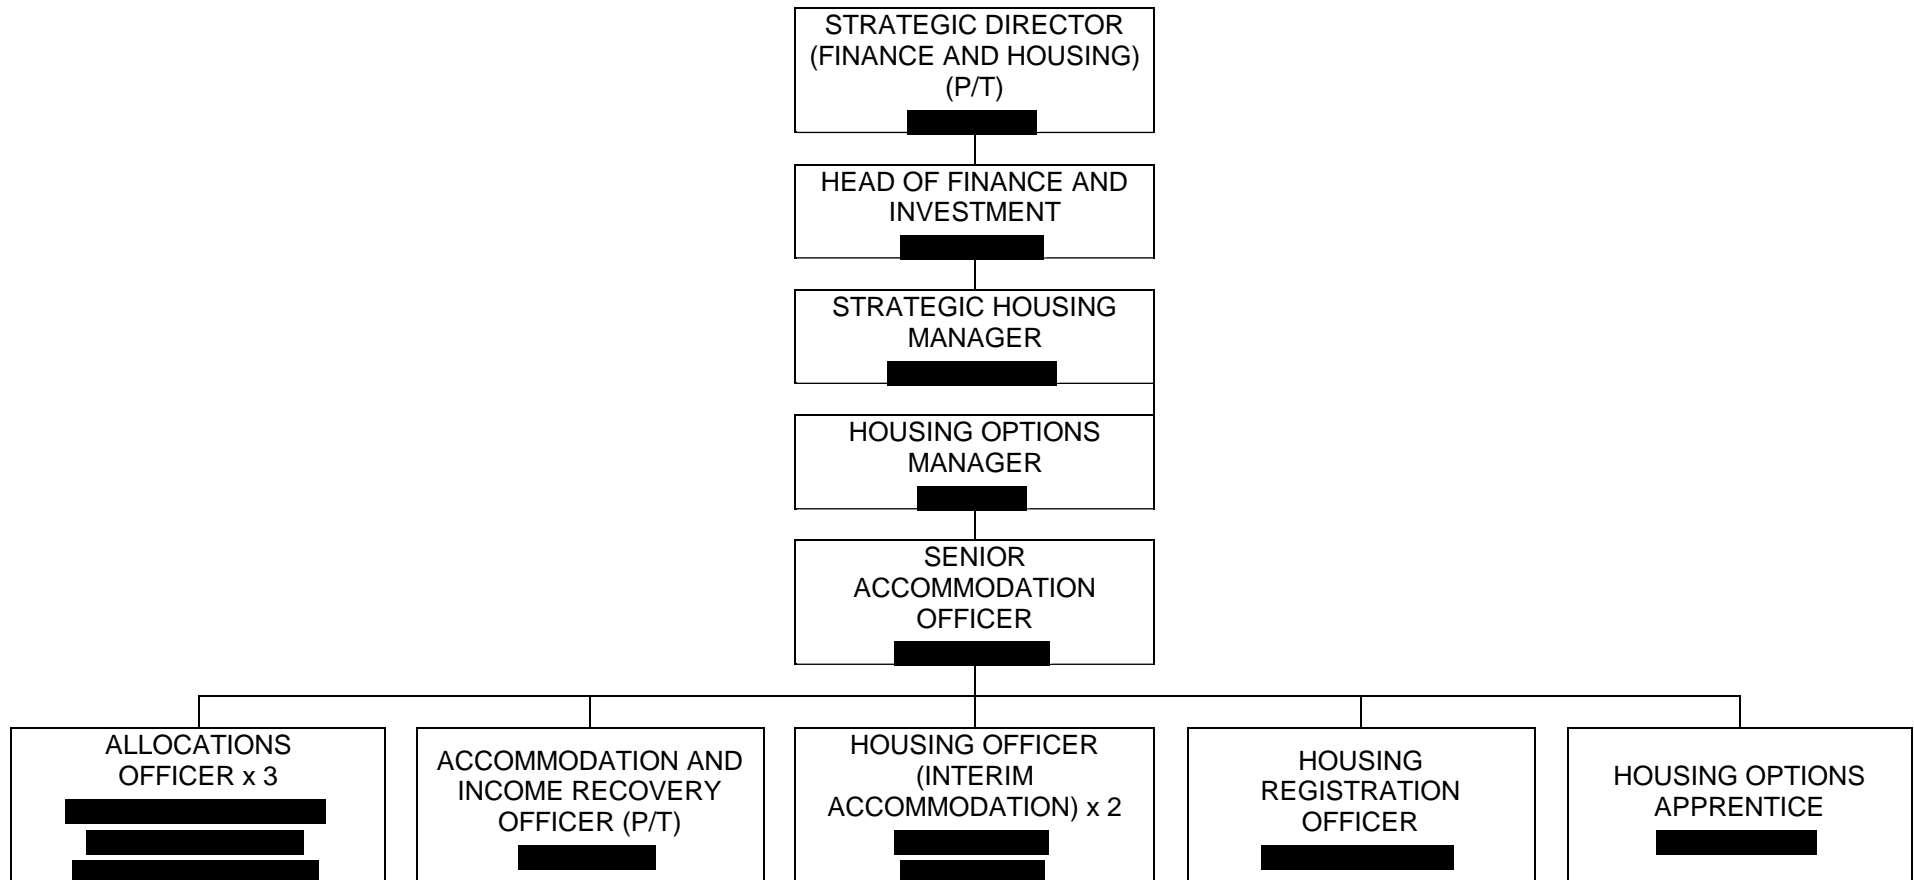 STRATEGIC DIRECTOR
(FINANCE AND HOUSING)
(P/T)
HEAD OF FINANCE AND
INVESTMENT
STRATEGIC HOUSING
MANAGER
HOUSING OPTIONS
MANAGER
SENIOR
ACCOMMODATION
OFFICER
ALLOCATIONS
OFFICER x 3
ACCOMMODATION AND
INCOME RECOVERY
OFFICER (P/T)
HOUSING OFFICER
(INTERIM
ACCOMMODATION) x 2
HOUSING
REGISTRATION
OFFICER
HOUSING OPTIONS
APPRENTICE